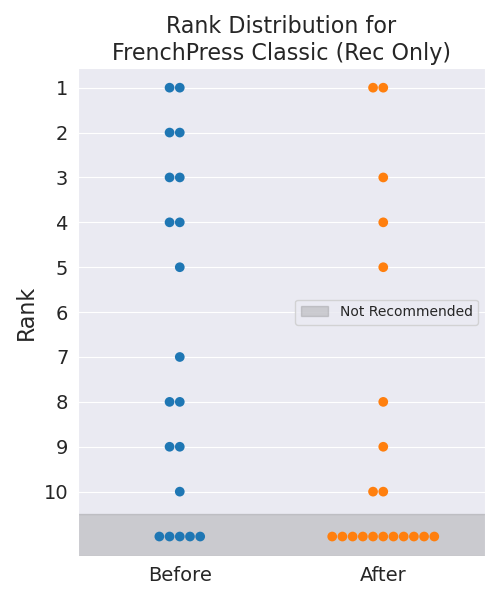 Rank Distribution for
FrenchPress Classic (Rec Only)
Rank
1
2
3
4
5
6
7
8
9
10
Not Recommended
Before
After